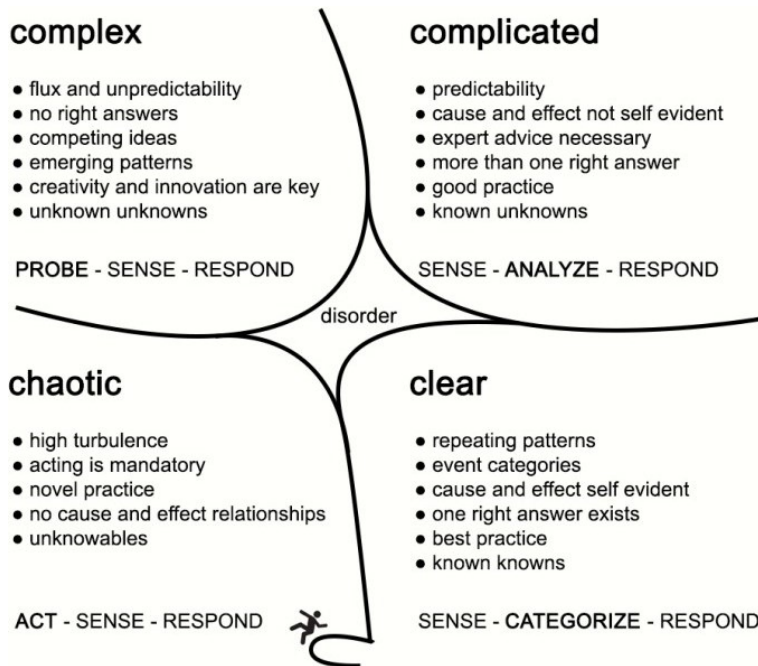 complex
● flux and unpredictability
● no right answers
● competing ideas
● emerging patterns
● creativity and innovation are key
● unknown unknowns
PROBE - SENSE - RESPOND
complicated
● predictability
● cause and effect not self evident
● expert advice necessary
● more than one right answer
● good practice
● known unknowns
SENSE - ANALYZE - RESPOND
disorder
chaotic
● high turbulence
● acting is mandatory
● novel practice
● no cause and effect relationships
● unknowables
ACT - SENSE - RESPOND
clear
● repeating patterns
● event categories
● cause and effect self evident
● one right answer exists
● best practice
● known knowns
SENSE - CATEGORIZE - RESPOND